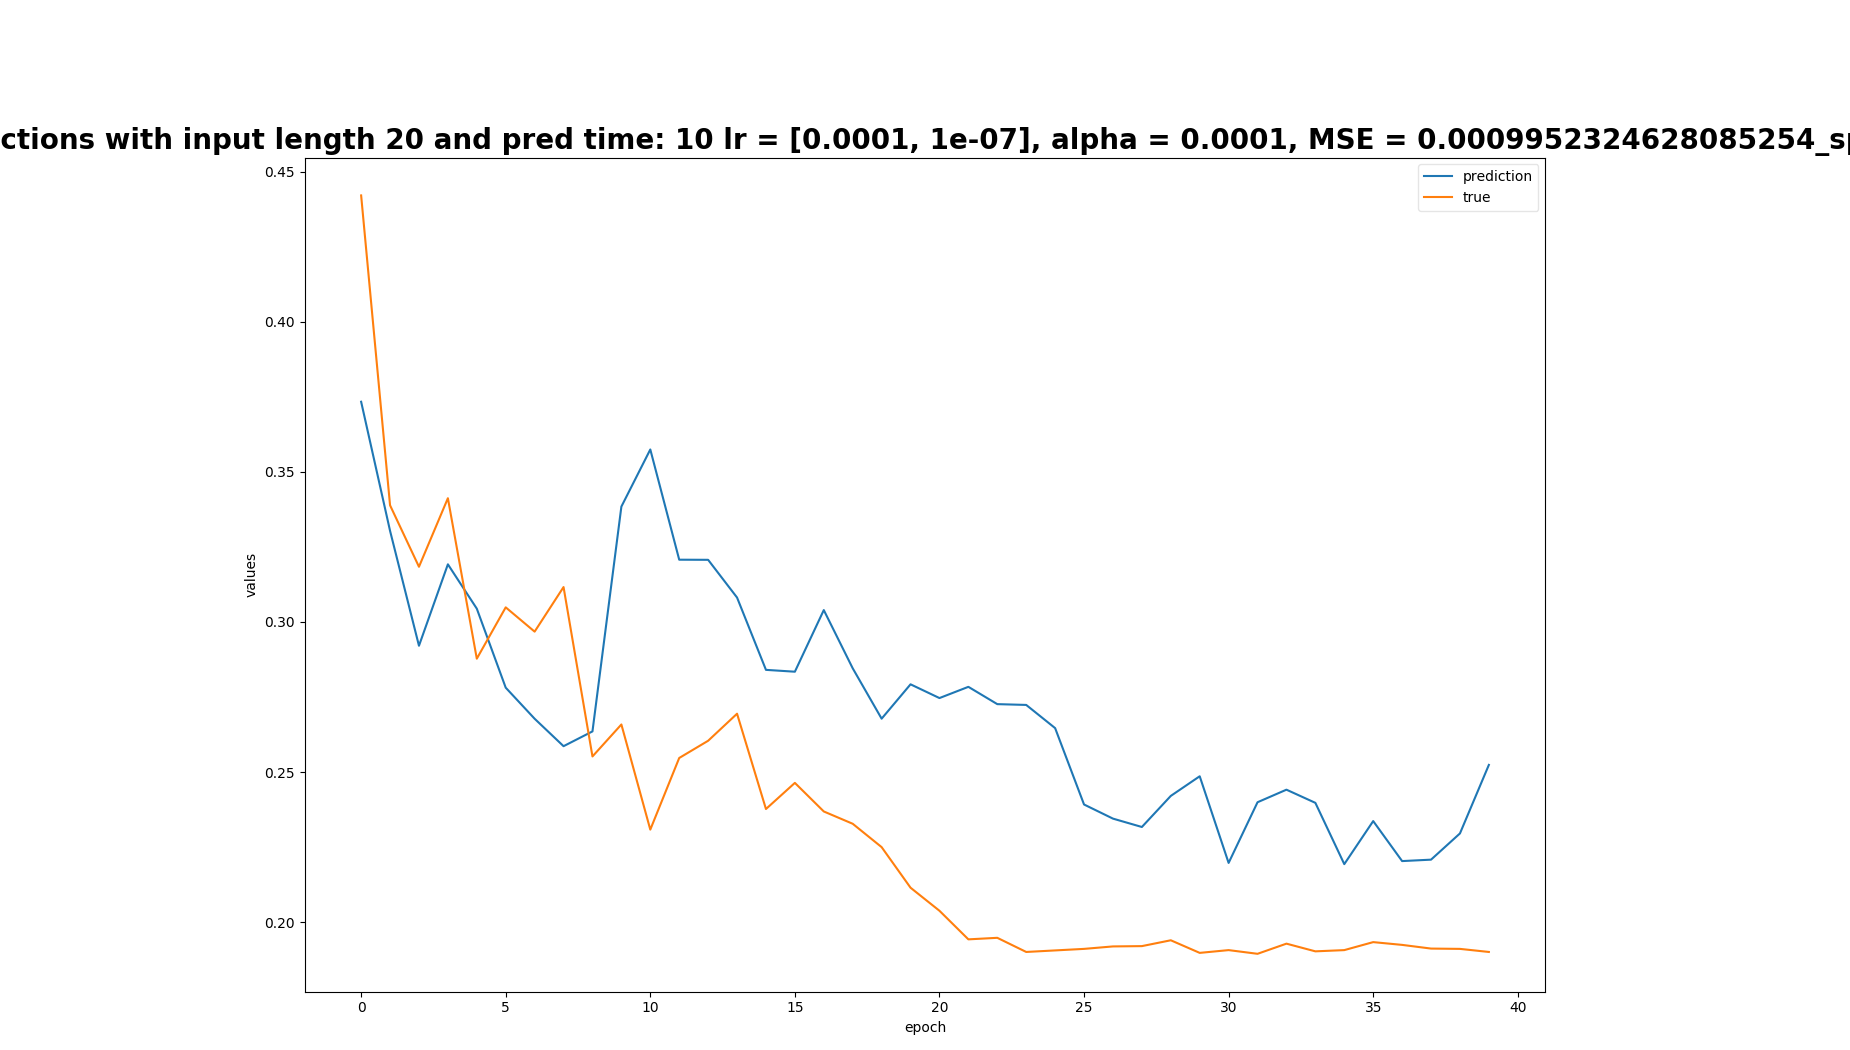 ctions with input length 20 and pred time: 10 lr = [0.0001, 1e-07], alpha = 0.0001, MSE = 0.0009952324628085254_sp
prediction
true
0.45
0.40
0.35
0.30
0.25
0.20
values
0 5 10 15 20 25 30 35 40
epoch